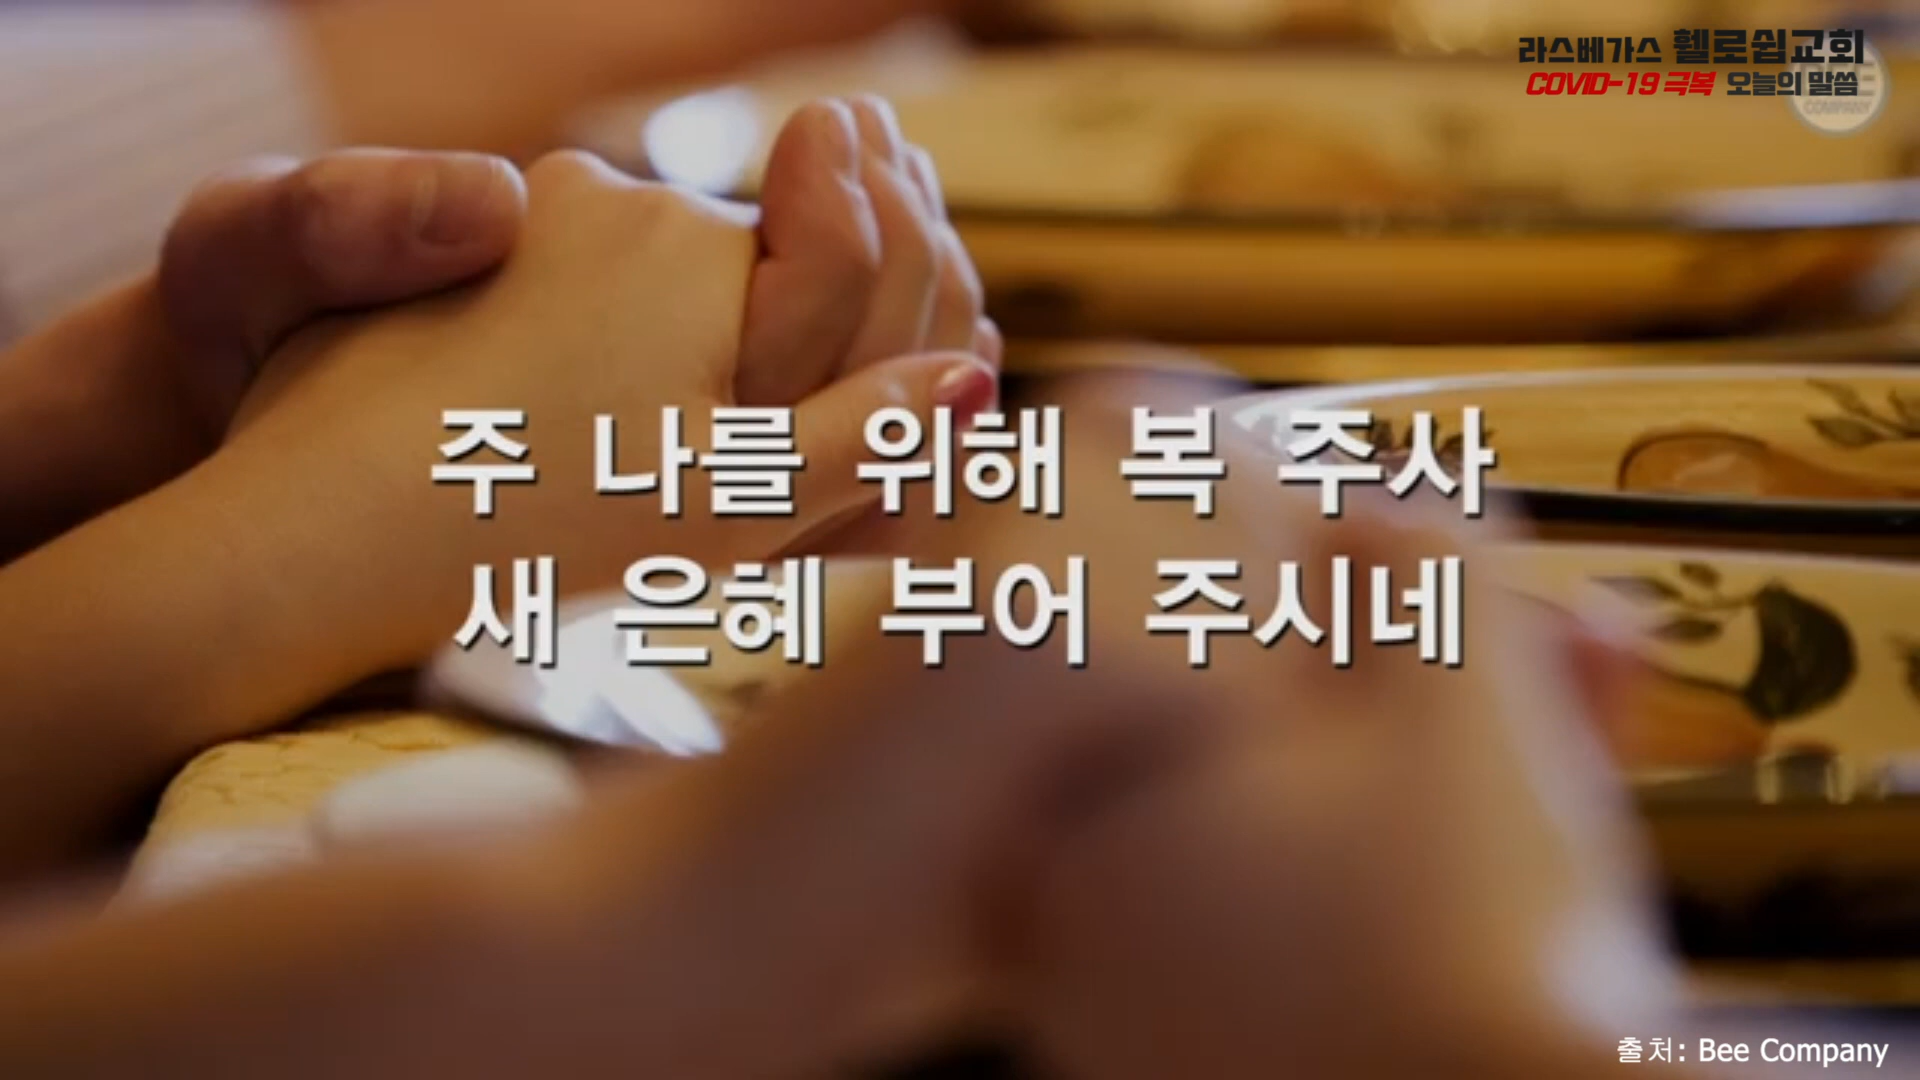 라스베가스 휄로쉽교회
COVID-19 극복 오늘의 말씀
COMPANY
주 나를 위해 복 주사
새 은혜 부어 주시네
출처: Bee Company